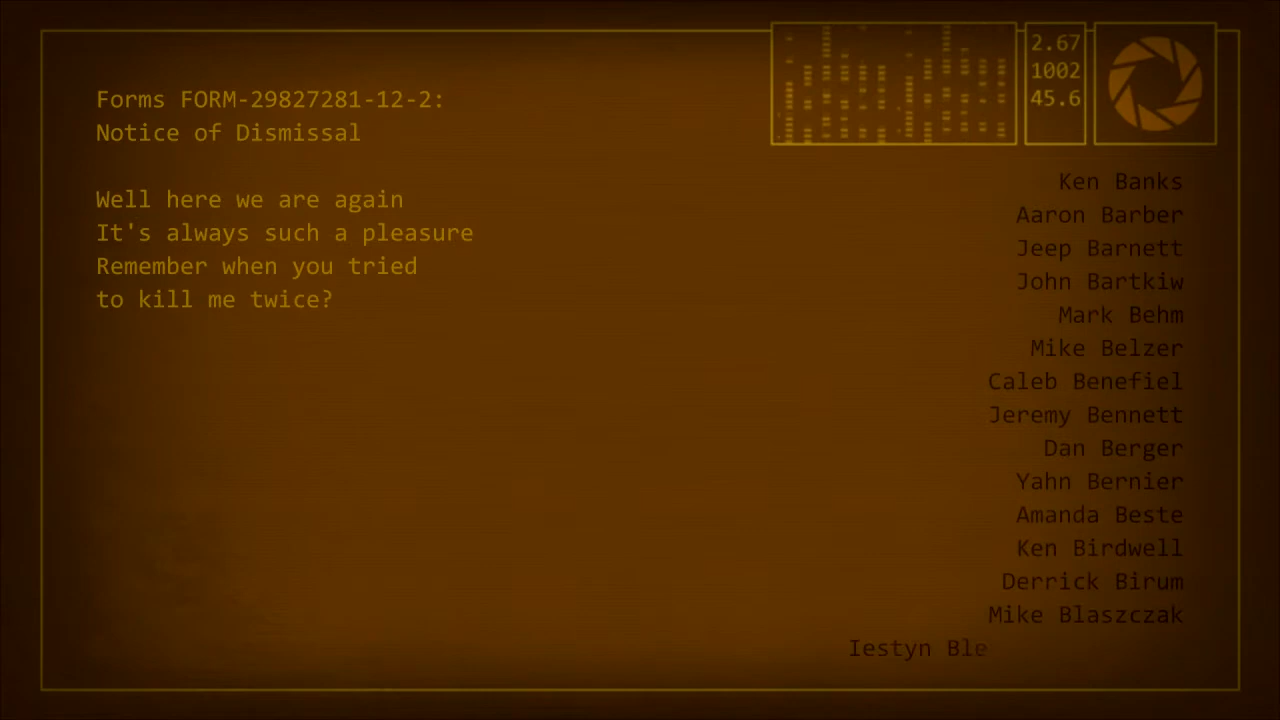 Forms FORM-29827281-12-2:
Notice of Dismissal
Well here we are again
It's always such a pleasure
Remember when you tried
to kill me twice?
2.67
1002
45.6
Ken Banks
Aaron Barber
Jeep Barnett
John Bartkiw
Mark Behm
Mike Belzer
Caleb Benefiel
Jeremy Bennett
Dan Berger
Yahn Bernier
Amanda Beste
Ken Birdwell
Derrick Birum
Mike Blaszczak
Iestyn Ble